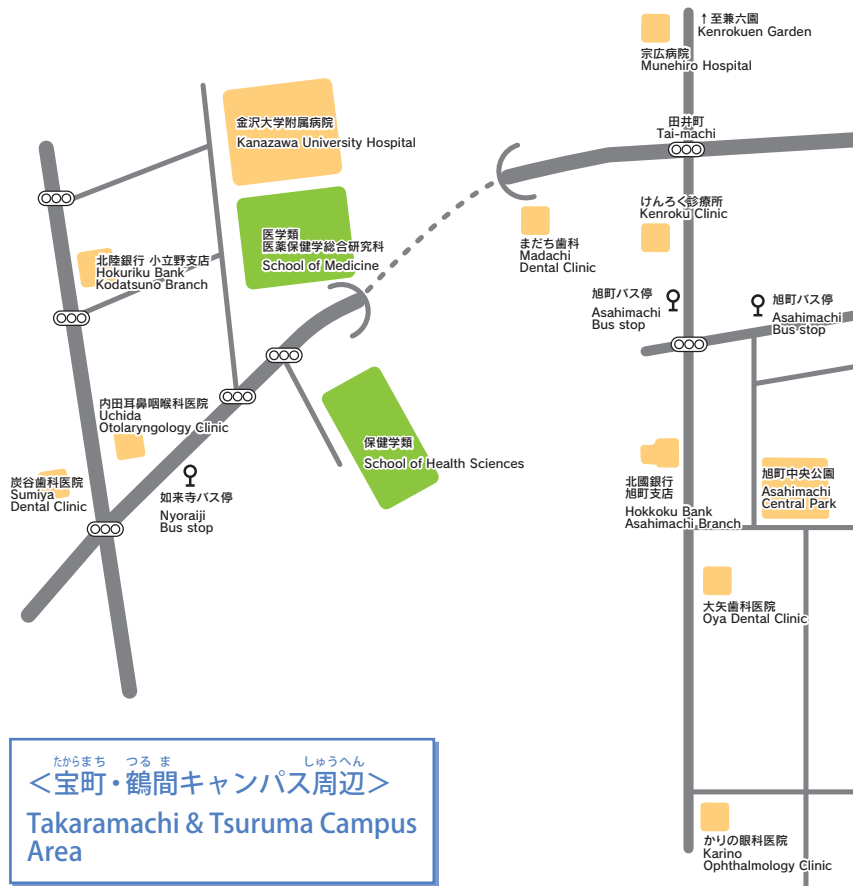 ↑至兼六園
Kenrokuen Garden
宗広病院
Munehiro Hospital
金沢大学附属病院
Kanazawa University Hospital
田井町
Tai-machi
けんろく診療所
Kenroku Clinic
医学類
医薬保健学総合研究科
School of Medicine
まだち歯科
Madachi
Dental Clinic
北陸銀行 小立野支店
Hokuriku Bank
Kodatsuno Branch
旭町バス停
Asahimachi
Bus stop
旭町バス停
Asahimachi
Bus stop
内田耳鼻咽喉科医院
Uchida
Otolaryngology Clinic
保健学類
School of Health Sciences
炭谷歯科医院
Sumiya
Dental Clinic
如来寺バス停
Nyoraiji
Bus stop
北國銀行
旭町支店
Hokkoku Bank
Asahimachi Branch
旭町中央公園
Asahimachi
Central Park
大矢歯科医院
Oya Dental Clinic
たからまち つる ま しゅうへん
＜宝町・鶴間キャンパス周辺＞
Takaramachi & Tsuruma Campus
Area
かりの眼科医院
Karino
Ophthalmology Clinic